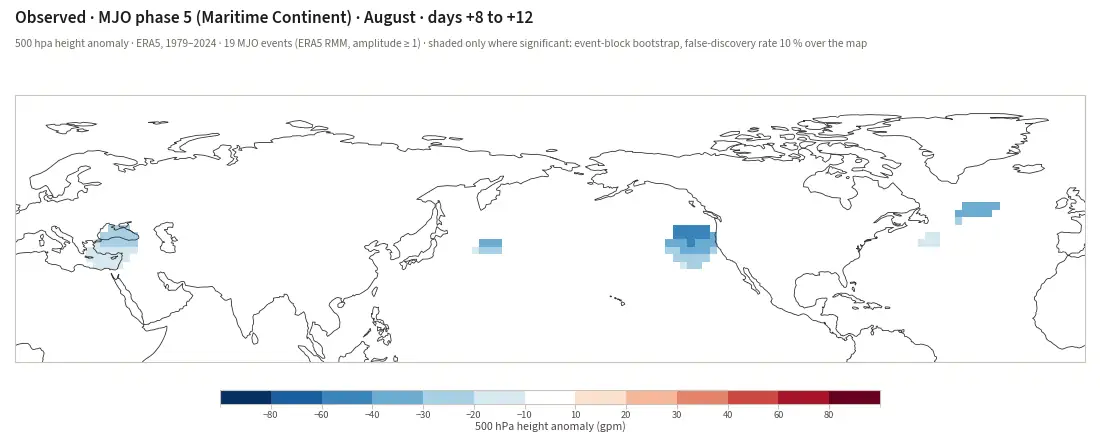 Observed · MJO phase 5 (Maritime Continent) · August · days +8 to +12
500 hpa height anomaly · ERA5, 1979–2024 · 19 MJO events (ERA5 RMM, amplitude ≥ 1) · shaded only where significant: event-block bootstrap, false-discovery rate 10 % over the map
−80 −60 −40 −30 −20 −10 10 20 30 40 60 80
500 hPa height anomaly (gpm)